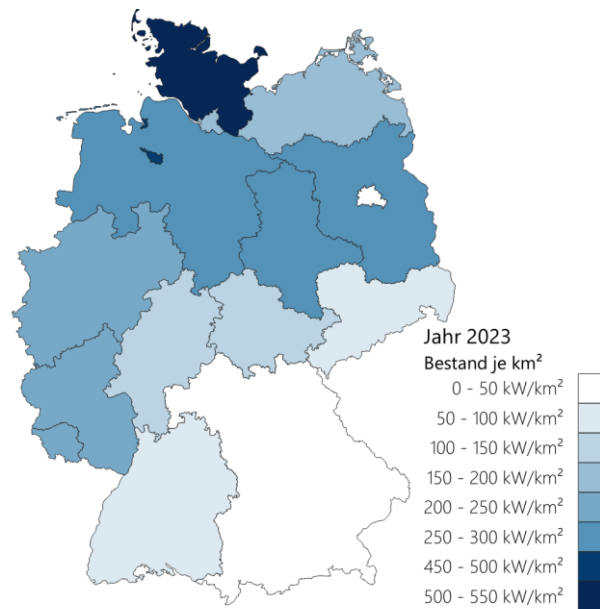 Jahr 2023
Bestand je km²
0 - 50 kW/km²
50 - 100 kW/km²
100 - 150 kW/km²
150 - 200 kW/km²
200 - 250 kW/km²
250 - 300 kW/km²
450 - 500 kW/km²
500 - 550 kW/km²